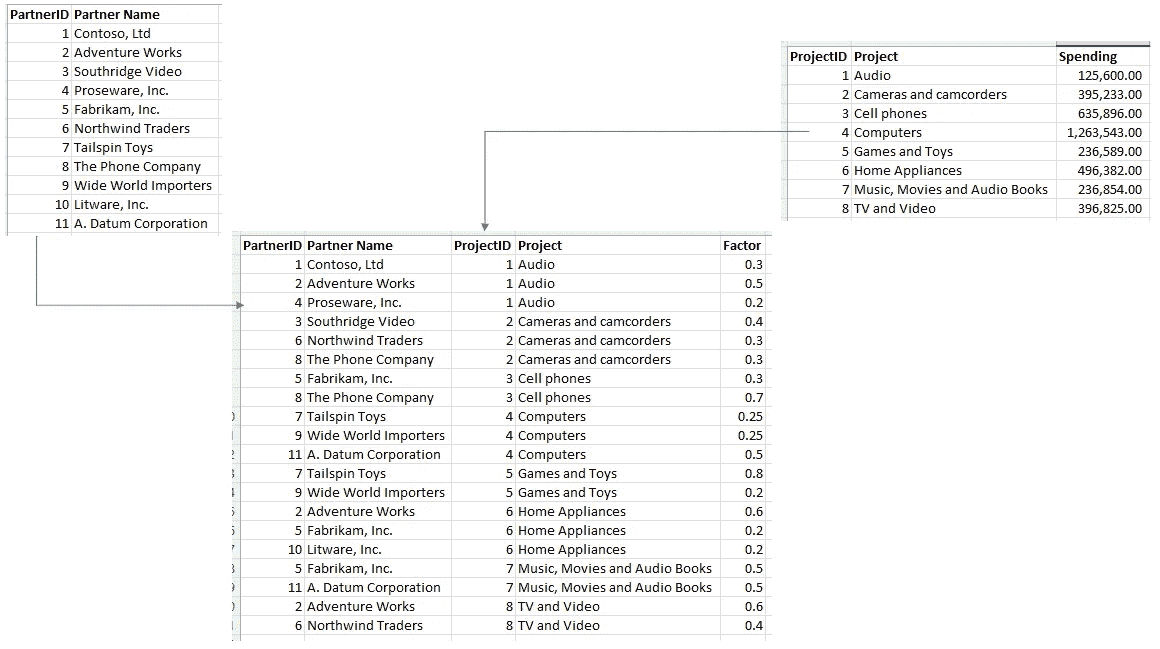 PartnerID Partner Name
1 Contoso, Ltd
2 Adventure Works
3 Southridge Video
4 Proseware, Inc.
5 Fabrikam, Inc.
6 Northwind Traders
7 Tailspin Toys
8 The Phone Company
9 Wide World Importers
10 Litware, Inc.
11 A. Datum Corporation
ProjectID Project Spending
1 Audio 125,600.00
2 Cameras and camcorders 395,233.00
3 Cell phones 635,896.00
4 Computers 1,263,543.00
5 Games and Toys 236,589.00
6 Home Appliances 496,382.00
7 Music, Movies and Audio Books 236,854.00
8 TV and Video 396,825.00
PartnerID Partner Name ProjectID Project Factor
1 Contoso, Ltd 1 Audio 0.3
2 Adventure Works 1 Audio 0.5
4 Proseware, Inc. 1 Audio 0.2
3 Southridge Video 2 Cameras and camcorders 0.4
6 Northwind Traders 2 Cameras and camcorders 0.3
8 The Phone Company 2 Cameras and camcorders 0.3
5 Fabrikam, Inc. 3 Cell phones 0.3
8 The Phone Company 3 Cell phones 0.7
7 Tailspin Toys 4 Computers 0.25
9 Wide World Importers 4 Computers 0.25
11 A. Datum Corporation 4 Computers 0.5
7 Tailspin Toys 5 Games and Toys 0.8
9 Wide World Importers 5 Games and Toys 0.2
2 Adventure Works 6 Home Appliances 0.6
5 Fabrikam, Inc. 6 Home Appliances 0.2
10 Litware, Inc. 6 Home Appliances 0.2
5 Fabrikam, Inc. 7 Music, Movies and Audio Books 0.5
11 A. Datum Corporation 7 Music, Movies and Audio Books 0.5
2 Adventure Works 8 TV and Video 0.6
6 Northwind Traders 8 TV and Video 0.4